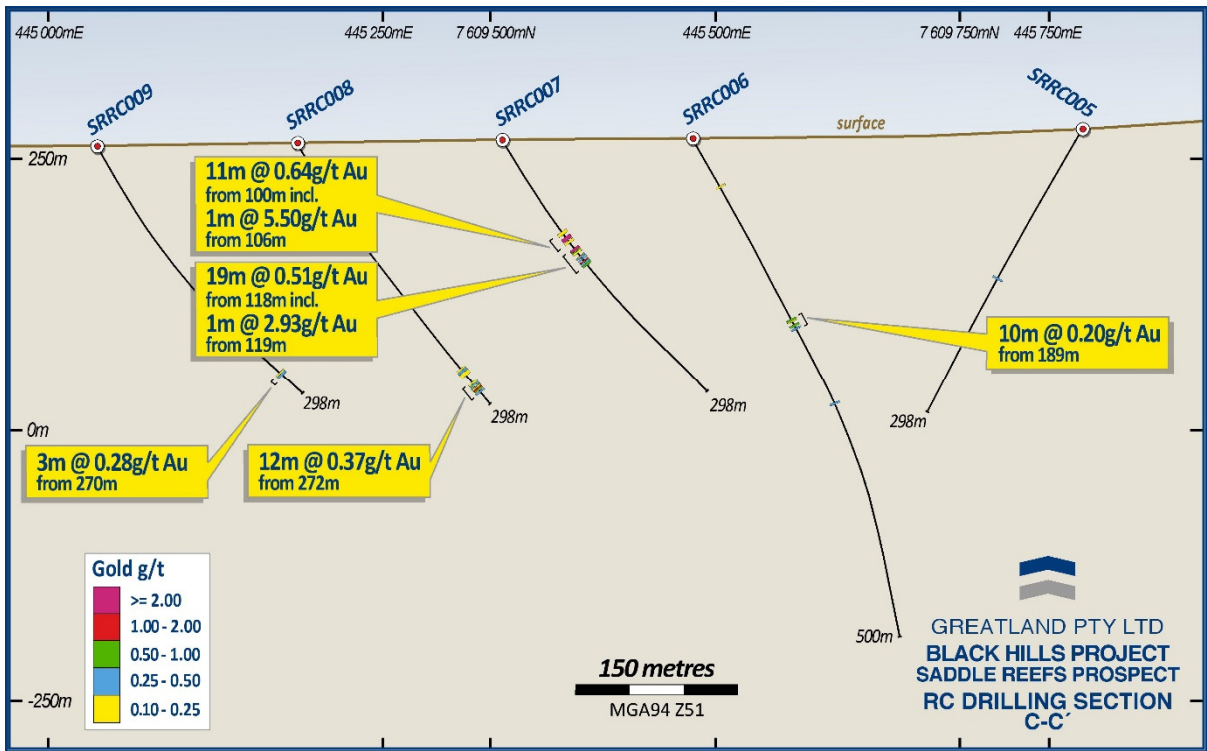 445 000mE
445 250mE
7 609 500mN
445 500mE
7 609 750mN
445 750mE
SRRC009
SRRC008
SRRC007
SRRC006
SRRC005
surface
250m
11m @ 0.64g/t Au
from 100m incl.
1m @ 5.50g/t Au
from 106m
19m @ 0.51g/t Au
from 118m incl.
1m @ 2.93g/t Au
from 119m
10m @ 0.20g/t Au
from 189m
298m
298m
298m
298m
0m
3m @ 0.28g/t Au
from 270m
12m @ 0.37g/t Au
from 272m
Gold g/t
>= 2.00
1.00 - 2.00
0.50 - 1.00
0.25 - 0.50
0.10 - 0.25
500m
-250m
150 metres
MGA94 Z51
GREATLAND PTY LTD
BLACK HILLS PROJECT
SADDLE REEFS PROSPECT
RC DRILLING SECTION
C-C´